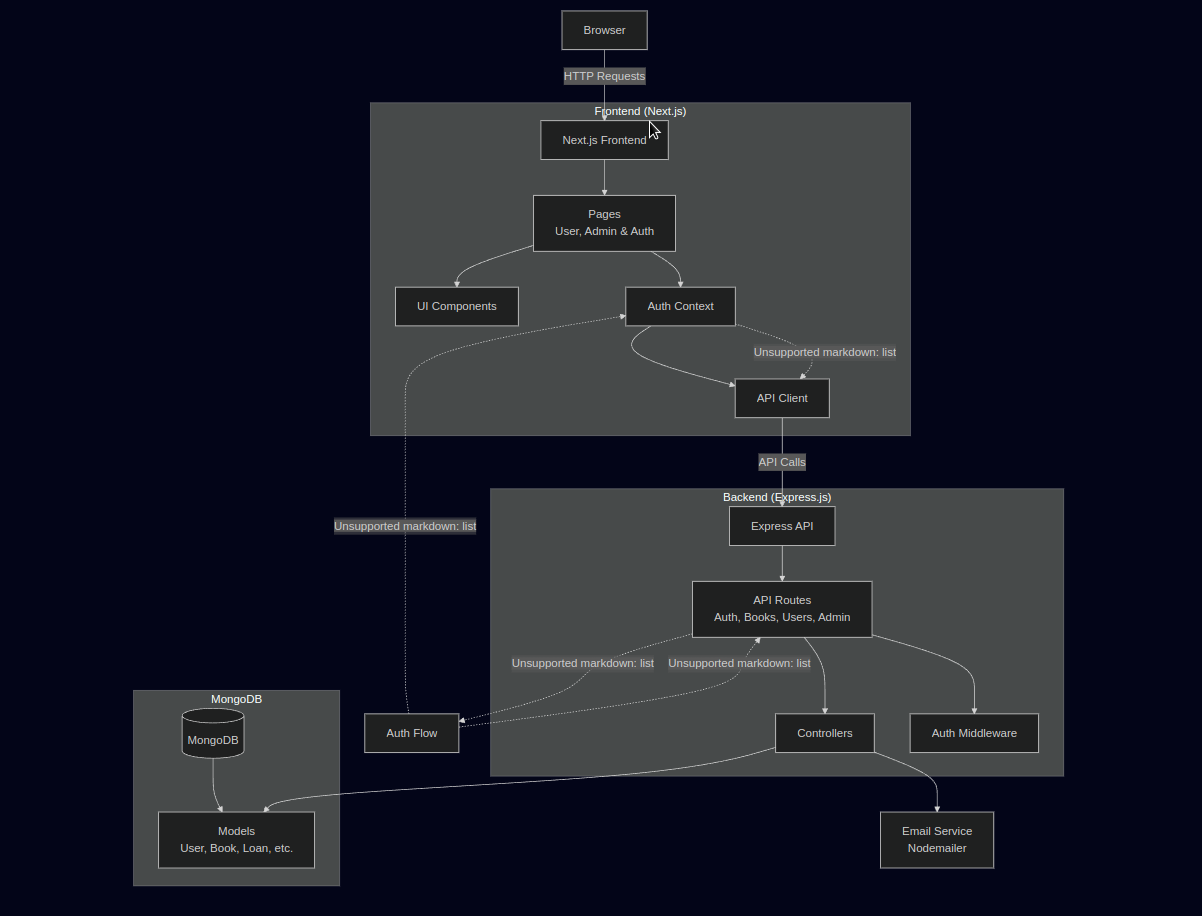 Browser
HTTP Requests
Frontend (Next.js)
Next.js Frontend
Pages
User, Admin & Auth
UI Components
Auth Context
Unsupported markdown: list
API Client
API Calls
Unsupported markdown: list
Backend (Express.js)
Express API
API Routes
Auth, Books, Users, Admin
Unsupported markdown: list
Unsupported markdown: list
MongoDB
MongoDB
Auth Flow
Controllers
Auth Middleware
Models
User, Book, Loan, etc.
Email Service
Nodemailer